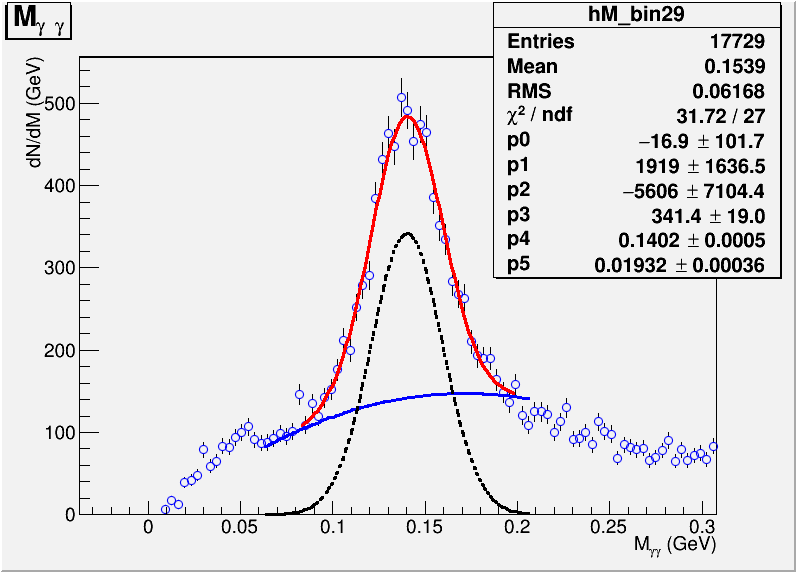 Mγ γ
hM_bin29
Entries 17729
Mean 0.1539
RMS 0.06168
χ² / ndf 31.72 / 27
p0 −16.9 ± 101.7
p1 1919 ± 1636.5
p2 −5606 ± 7104.4
p3 341.4 ± 19.0
p4 0.1402 ± 0.0005
p5 0.01932 ± 0.00036
dN/dM (GeV)
500
400
300
200
100
0
0 0.05 0.1 0.15 0.2 0.25 0.3
Mγγ (GeV)